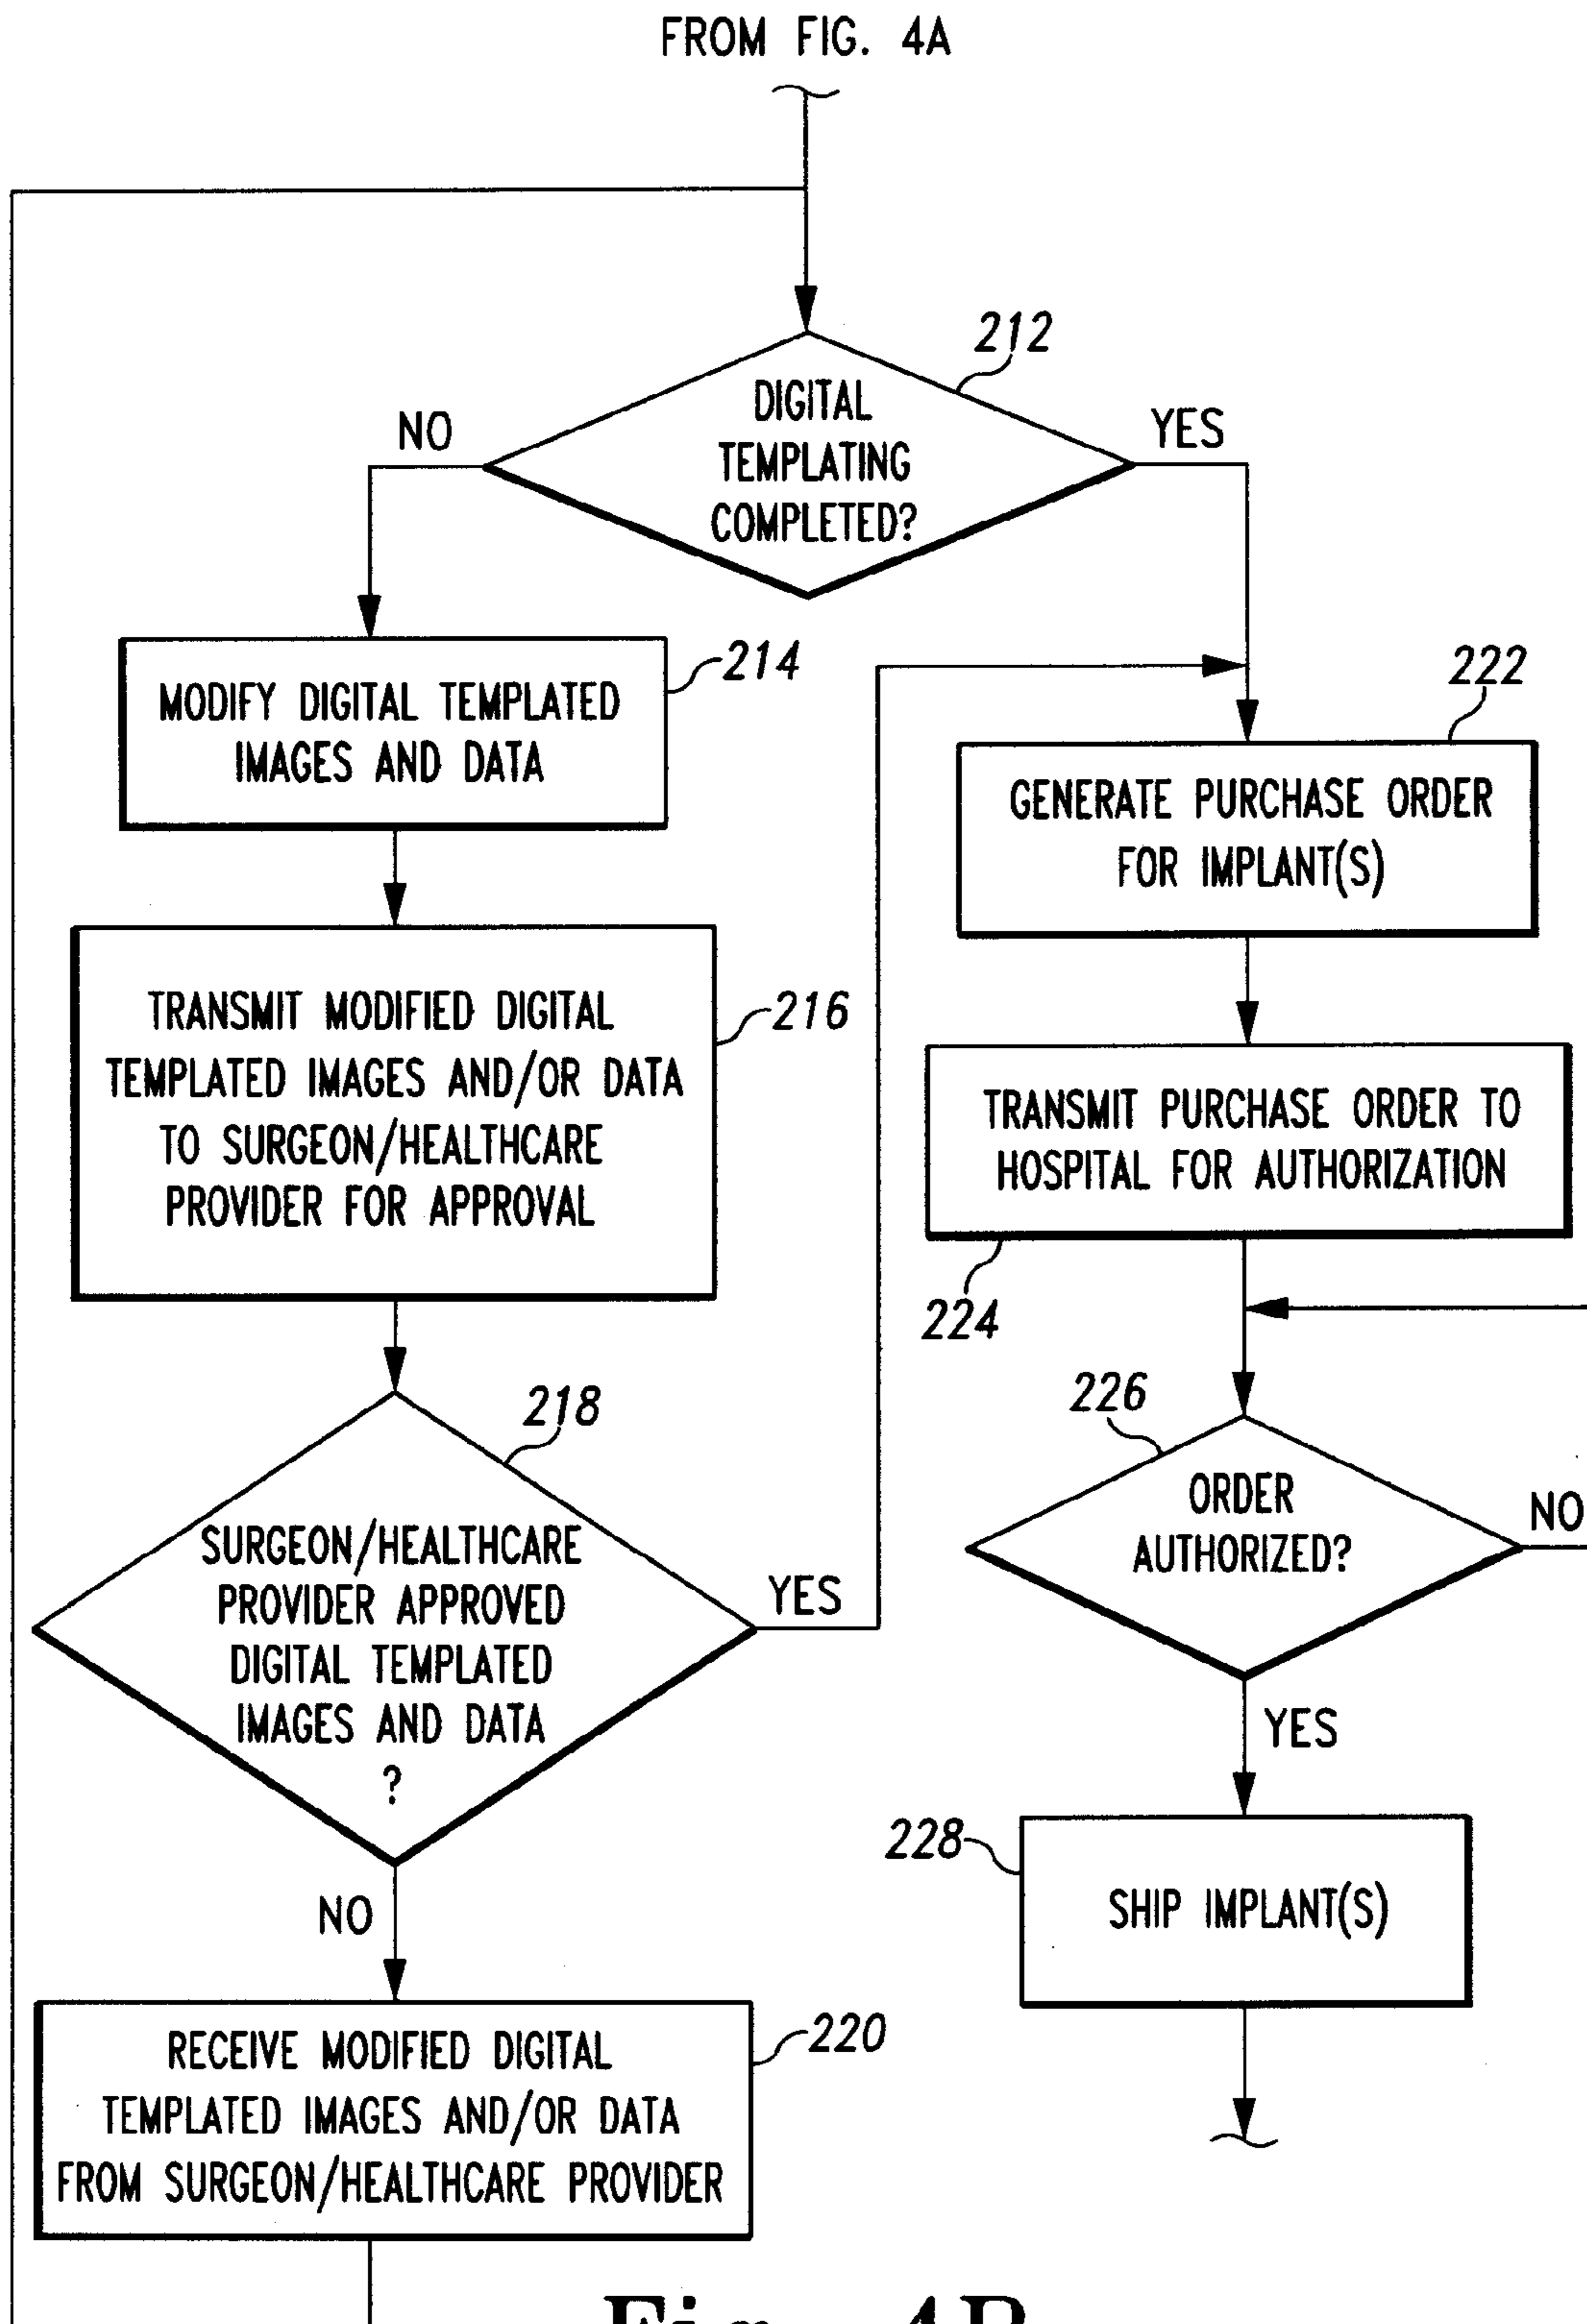 FROM FIG. 4A
212
DIGITAL
TEMPLATING
COMPLETED?
NO
YES
214
MODIFY DIGITAL TEMPLATED
IMAGES AND DATA
222
GENERATE PURCHASE ORDER
FOR IMPLANT(S)
216
TRANSMIT MODIFIED DIGITAL
TEMPLATED IMAGES AND/OR DATA
TO SURGEON/HEALTHCARE
PROVIDER FOR APPROVAL
TRANSMIT PURCHASE ORDER TO
HOSPITAL FOR AUTHORIZATION
224
218
SURGEON/HEALTHCARE
PROVIDER APPROVED
DIGITAL TEMPLATED
IMAGES AND DATA
?
YES
NO
226
ORDER
AUTHORIZED?
NO
YES
228
SHIP IMPLANT(S)
220
RECEIVE MODIFIED DIGITAL
TEMPLATED IMAGES AND/OR DATA
FROM SURGEON/HEALTHCARE PROVIDER
Fig. 4B